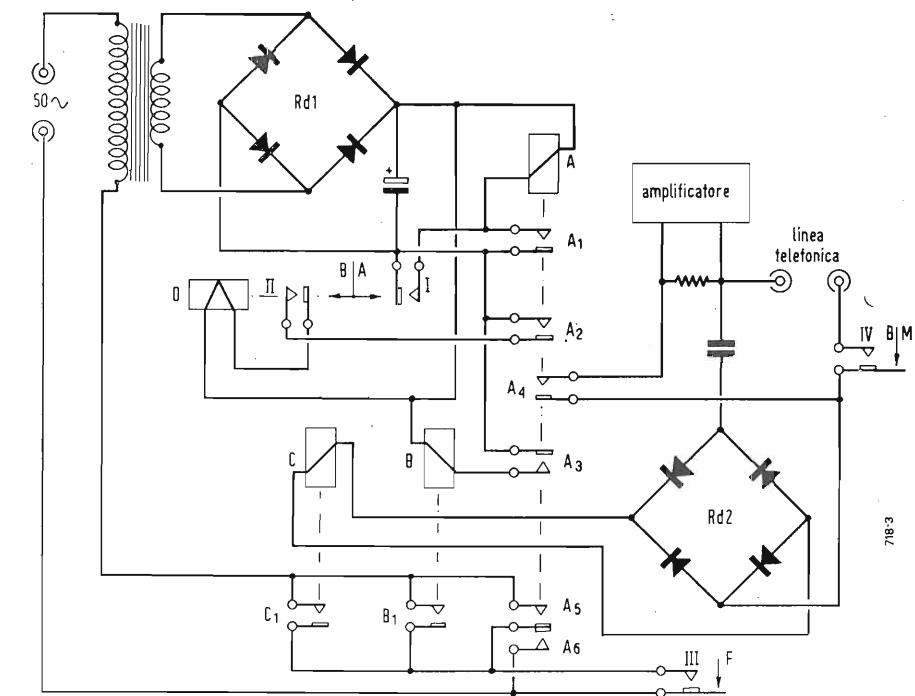 50~
Rd1
+
A
A1
B A
I
O
II
A2
amplificatore
linea
telefonica
IV
B
M
A4
C
B
A3
Rd2
718-3
C1
B1
A5
A6
III
F